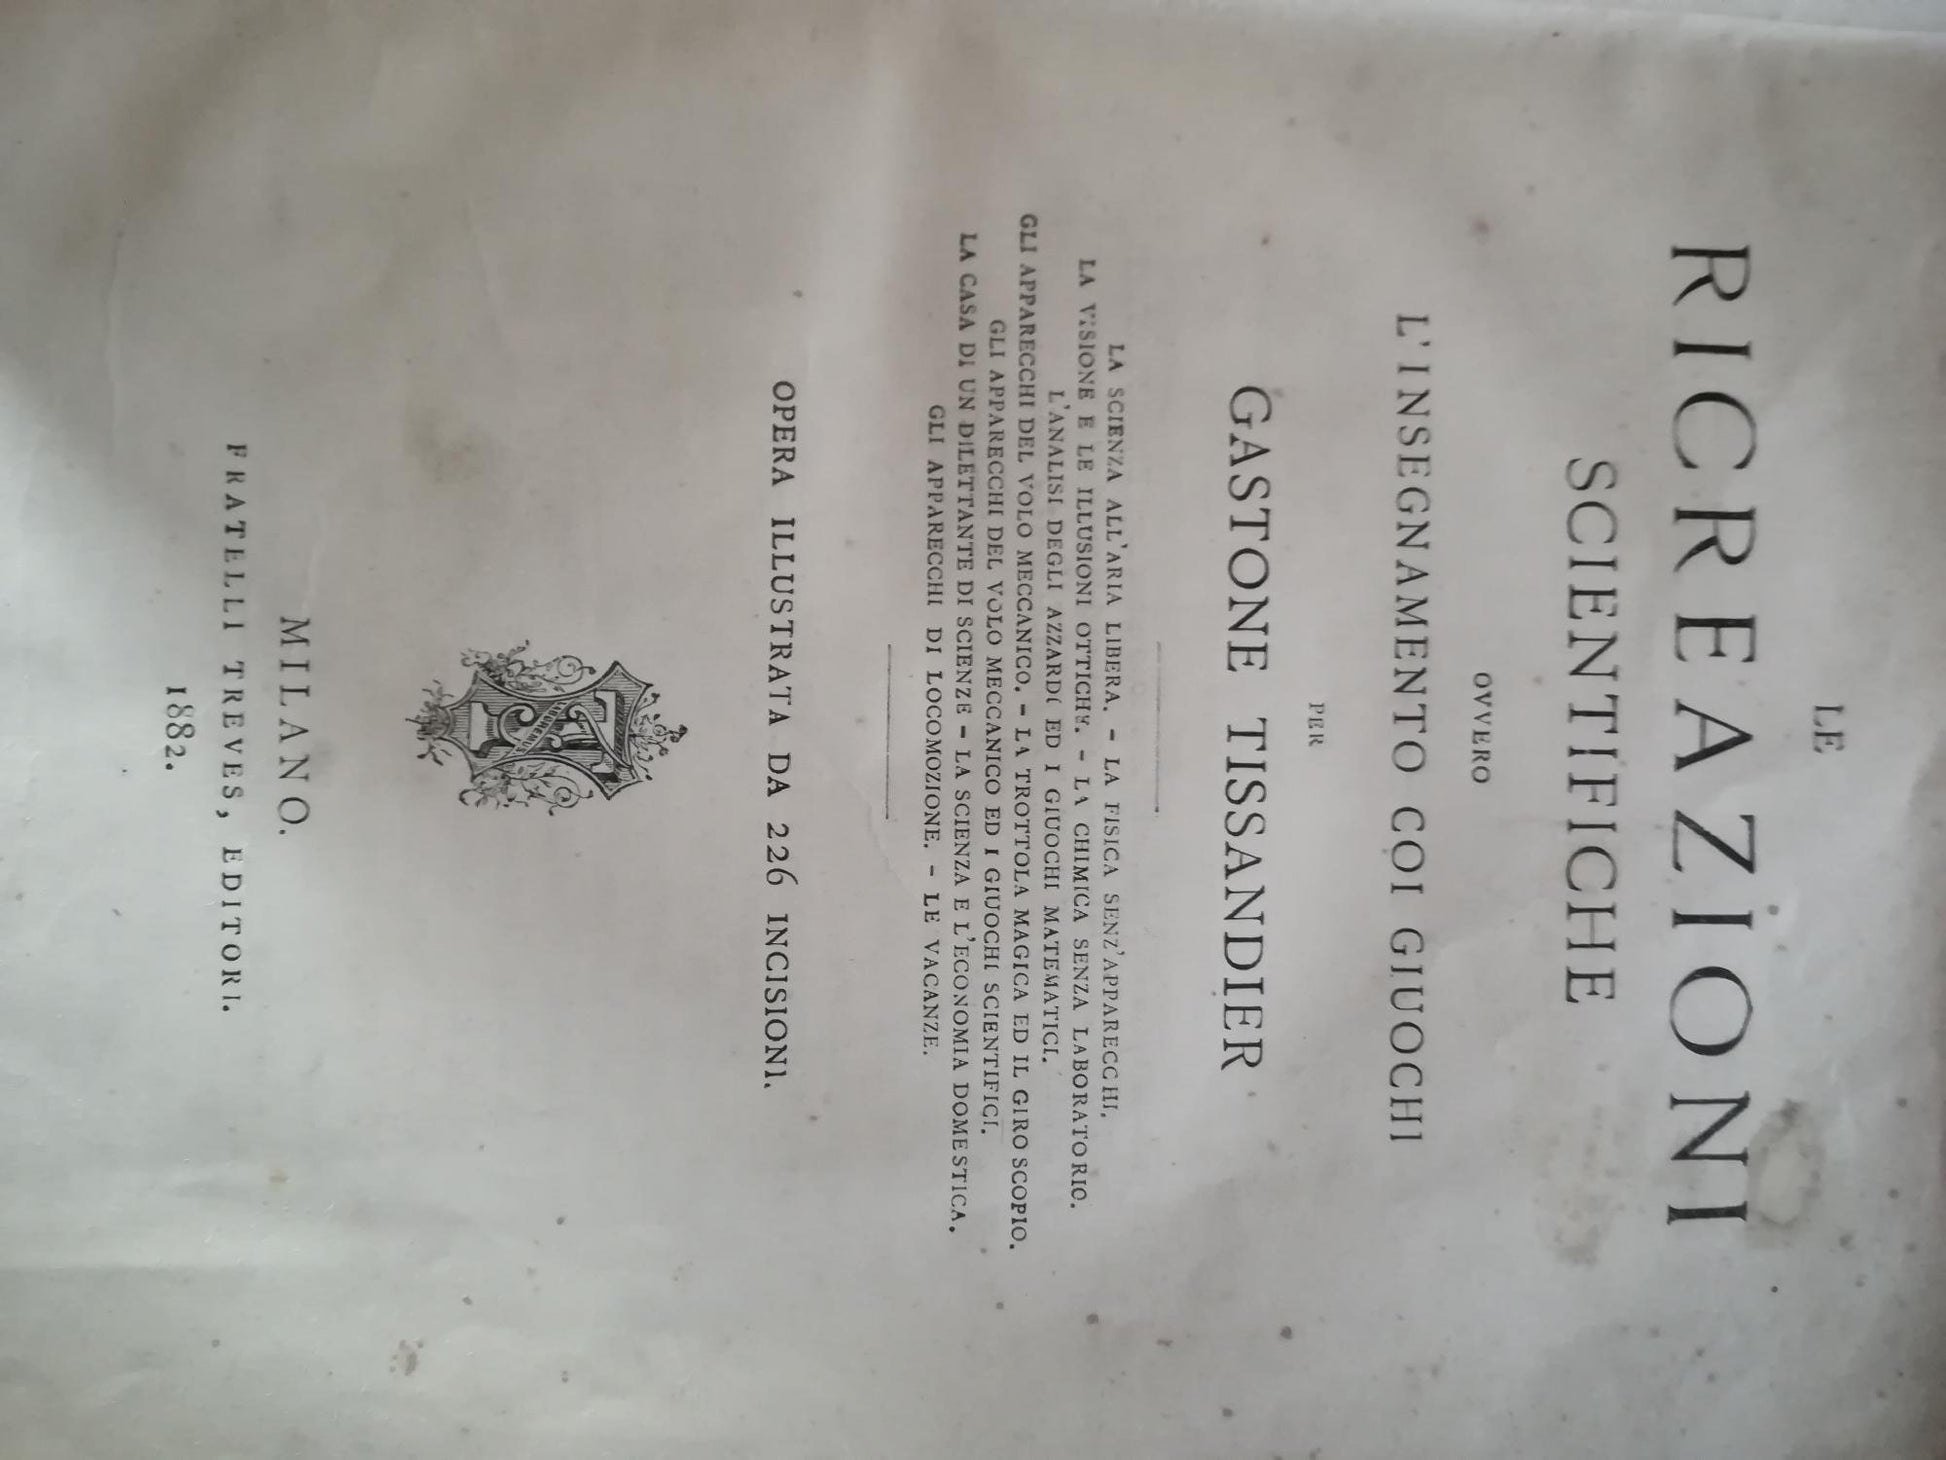 LE
RICREAZIONI
SCIENTIFICHE
OVVERO
L'INSEGNAMENTO COI GIUOCHI
PER
GASTONE TISSANDIER
LA SCIENZA ALL'ARIA LIBERA. - LA FISICA SENZ'APPARECCHI.
LA VISIONE E LE ILLUSIONI OTTICHE. - LA CHIMICA SENZA LABORATORIO.
L'ANALISI DEGLI AZZARDI ED I GIUOCHI MATEMATICI.
GLI APPARECCHI DEL VOLO MECCANICO. - LA TROTTOLA MAGICA ED IL GIROSCOPIO.
GLI APPARECCHI DEL VOLO MECCANICO ED I GIUOCHI SCIENTIFICI.
LA CASA DI UN DILETTANTE DI SCIENZE - LA SCIENZA E L'ECONOMIA DOMESTICA.
GLI APPARECCHI DI LOCOMOZIONE. - LE VACANZE.
OPERA ILLUSTRATA DA 226 INCISIONI.
MILANO.
FRATELLI TREVES, EDITORI.
1882.